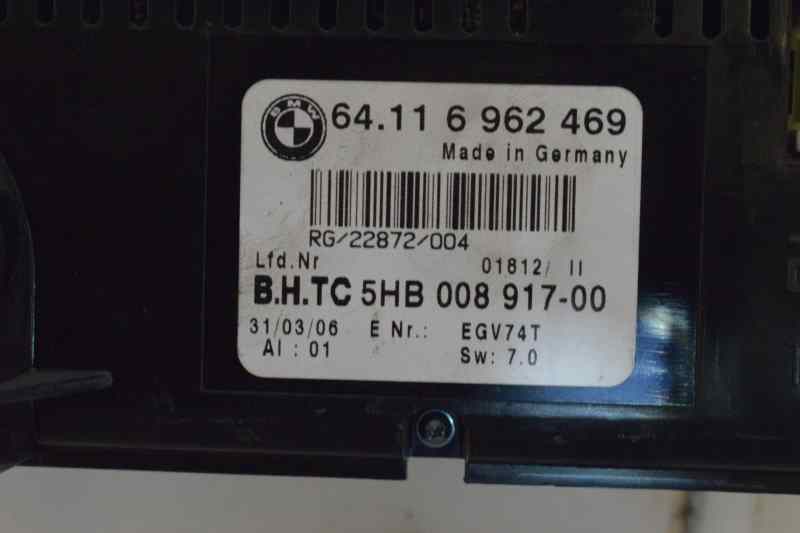 BMW
64.11 6 962 469
Made in Germany
RG/22872/004
Lfd.Nr 01812/ II
B.H.TC 5HB 008 917-00
31/03/06 E Nr.: EGV74T
AI : 01 Sw: 7.0